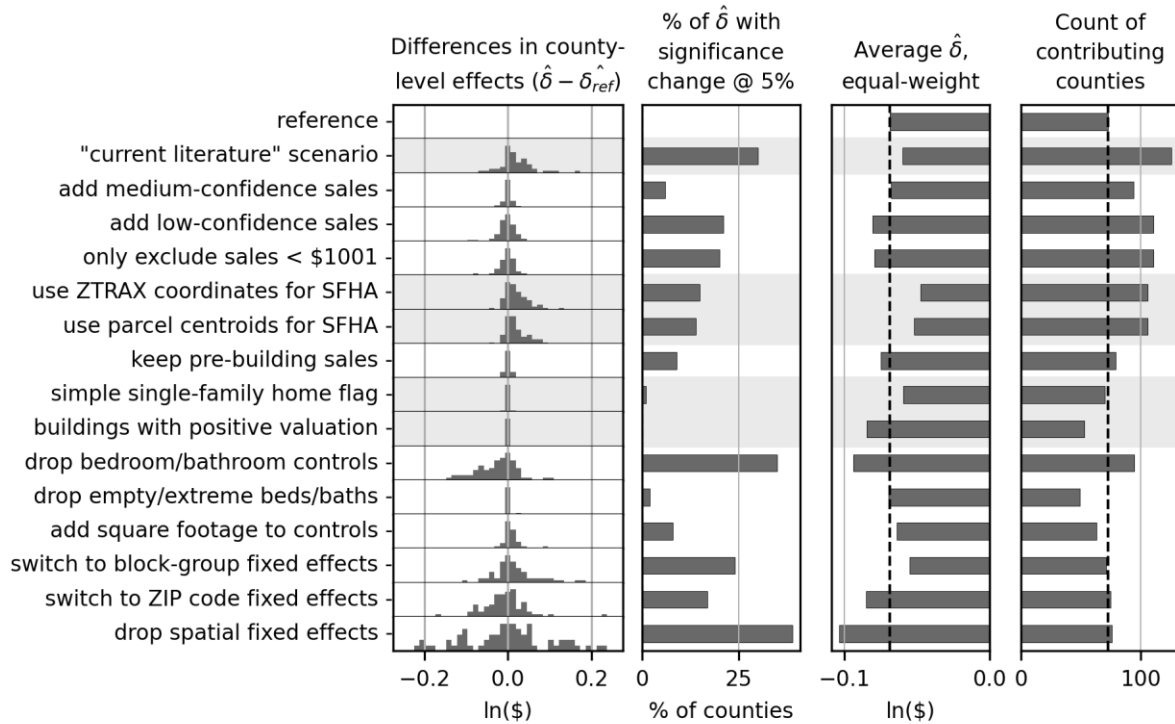 Differences in county-
level effects (δ̂ − δ̂_ref)
% of δ̂ with
significance
change @ 5%
Average δ̂,
equal-weight
Count of
contributing
counties
reference
"current literature" scenario
add medium-confidence sales
add low-confidence sales
only exclude sales < $1001
use ZTRAX coordinates for SFHA
use parcel centroids for SFHA
keep pre-building sales
simple single-family home flag
buildings with positive valuation
drop bedroom/bathroom controls
drop empty/extreme beds/baths
add square footage to controls
switch to block-group fixed effects
switch to ZIP code fixed effects
drop spatial fixed effects
−0.2 0.0 0.2
ln($)
0 25
% of counties
−0.1 0.0
ln($)
0 100